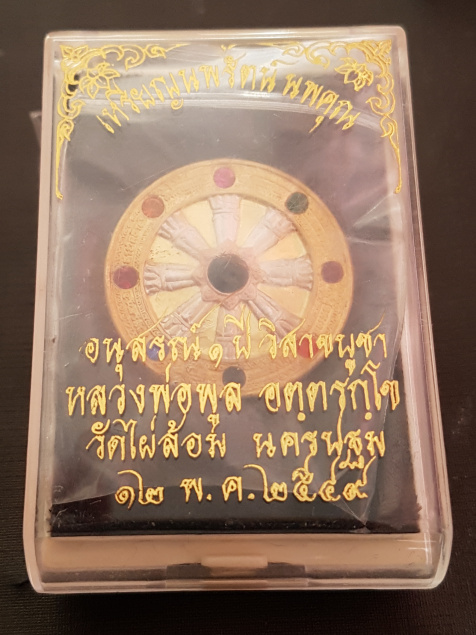 เหรียญนพรัตน์นพคุณ
อนุสรณ์ ๑ ปี วิสาขบูชา
หลวงพ่อพูล อตฺตรกฺโข
วัดไผ่ล้อม นครปฐม
๑๒ พ.ค.๒๕๔๙